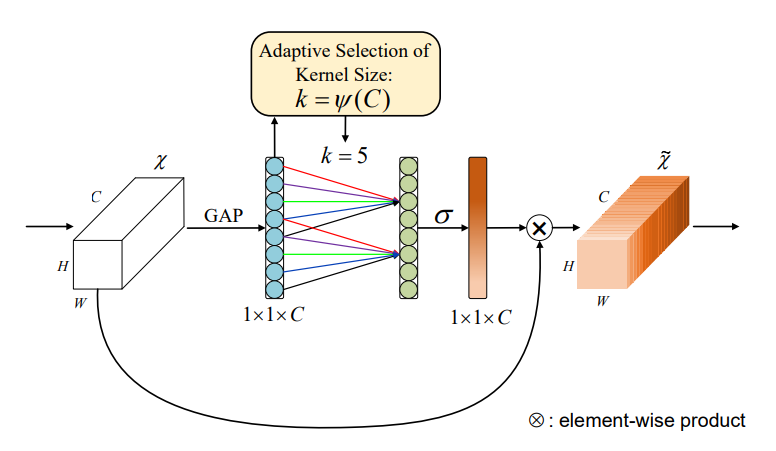 Adaptive Selection of
Kernel Size:
k = ψ(C)
k = 5
χ
C
H
W
GAP
1×1×C
σ
1×1×C
⊗
χ̃
C
H
W
⊗ : element-wise product